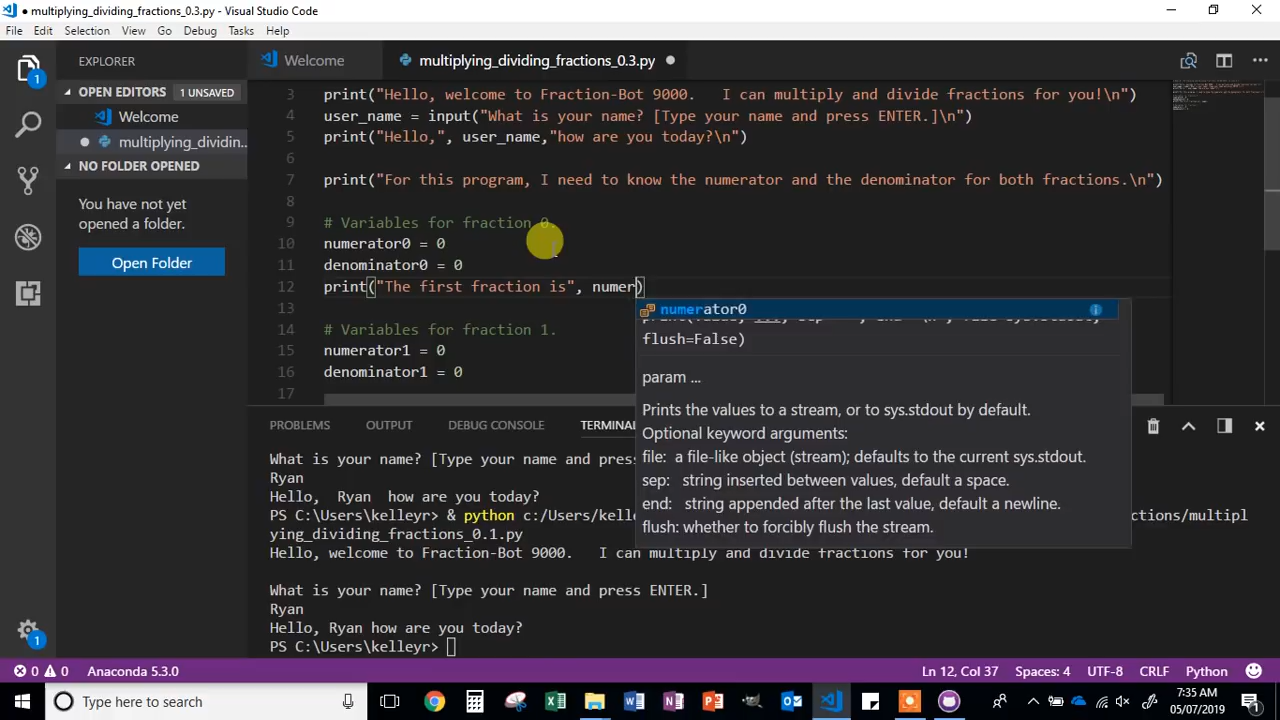 ● multiplying_dividing_fractions_0.3.py - Visual Studio Code
File Edit Selection View Go Debug Tasks Help
EXPLORER
Welcome
multiplying_dividing_fractions_0.3.py ●
1
OPEN EDITORS 1 UNSAVED
Welcome
● multiplying_dividin...
NO FOLDER OPENED
You have not yet
opened a folder.
Open Folder
3 print("Hello, welcome to Fraction-Bot 9000.   I can multiply and divide fractions for you!\n")
4 user_name = input("What is your name? [Type your name and press ENTER.]\n")
5 print("Hello,", user_name,"how are you today?\n")
6
7 print("For this program, I need to know the numerator and the denominator for both fractions.\n")
8
9 # Variables for fraction 0.
10 numerator0 = 0
11 denominator0 = 0
12 print("The first fraction is", numer)
13
14 # Variables for fraction 1.
15 numerator1 = 0
16 denominator1 = 0
17
numerator0
flush=False)
param ...
Prints the values to a stream, or to sys.stdout by default.
Optional keyword arguments:
file: a file-like object (stream); defaults to the current sys.stdout.
sep: string inserted between values, default a space.
end: string appended after the last value, default a newline.
flush: whether to forcibly flush the stream.
PROBLEMS OUTPUT DEBUG CONSOLE TERMINAL
What is your name? [Type your name and press
Ryan
Hello,  Ryan  how are you today?
PS C:\Users\kelleyr> & python c:/Users/kelle ctions/multipl
ying_dividing_fractions_0.1.py
Hello, welcome to Fraction-Bot 9000.   I can multiply and divide fractions for you!
What is your name? [Type your name and press ENTER.]
Ryan
Hello, Ryan how are you today?
PS C:\Users\kelleyr>
1
0 0 Anaconda 5.3.0 Ln 12, Col 37 Spaces: 4 UTF-8 CRLF Python
Type here to search
7:35 AM
05/07/2019
1